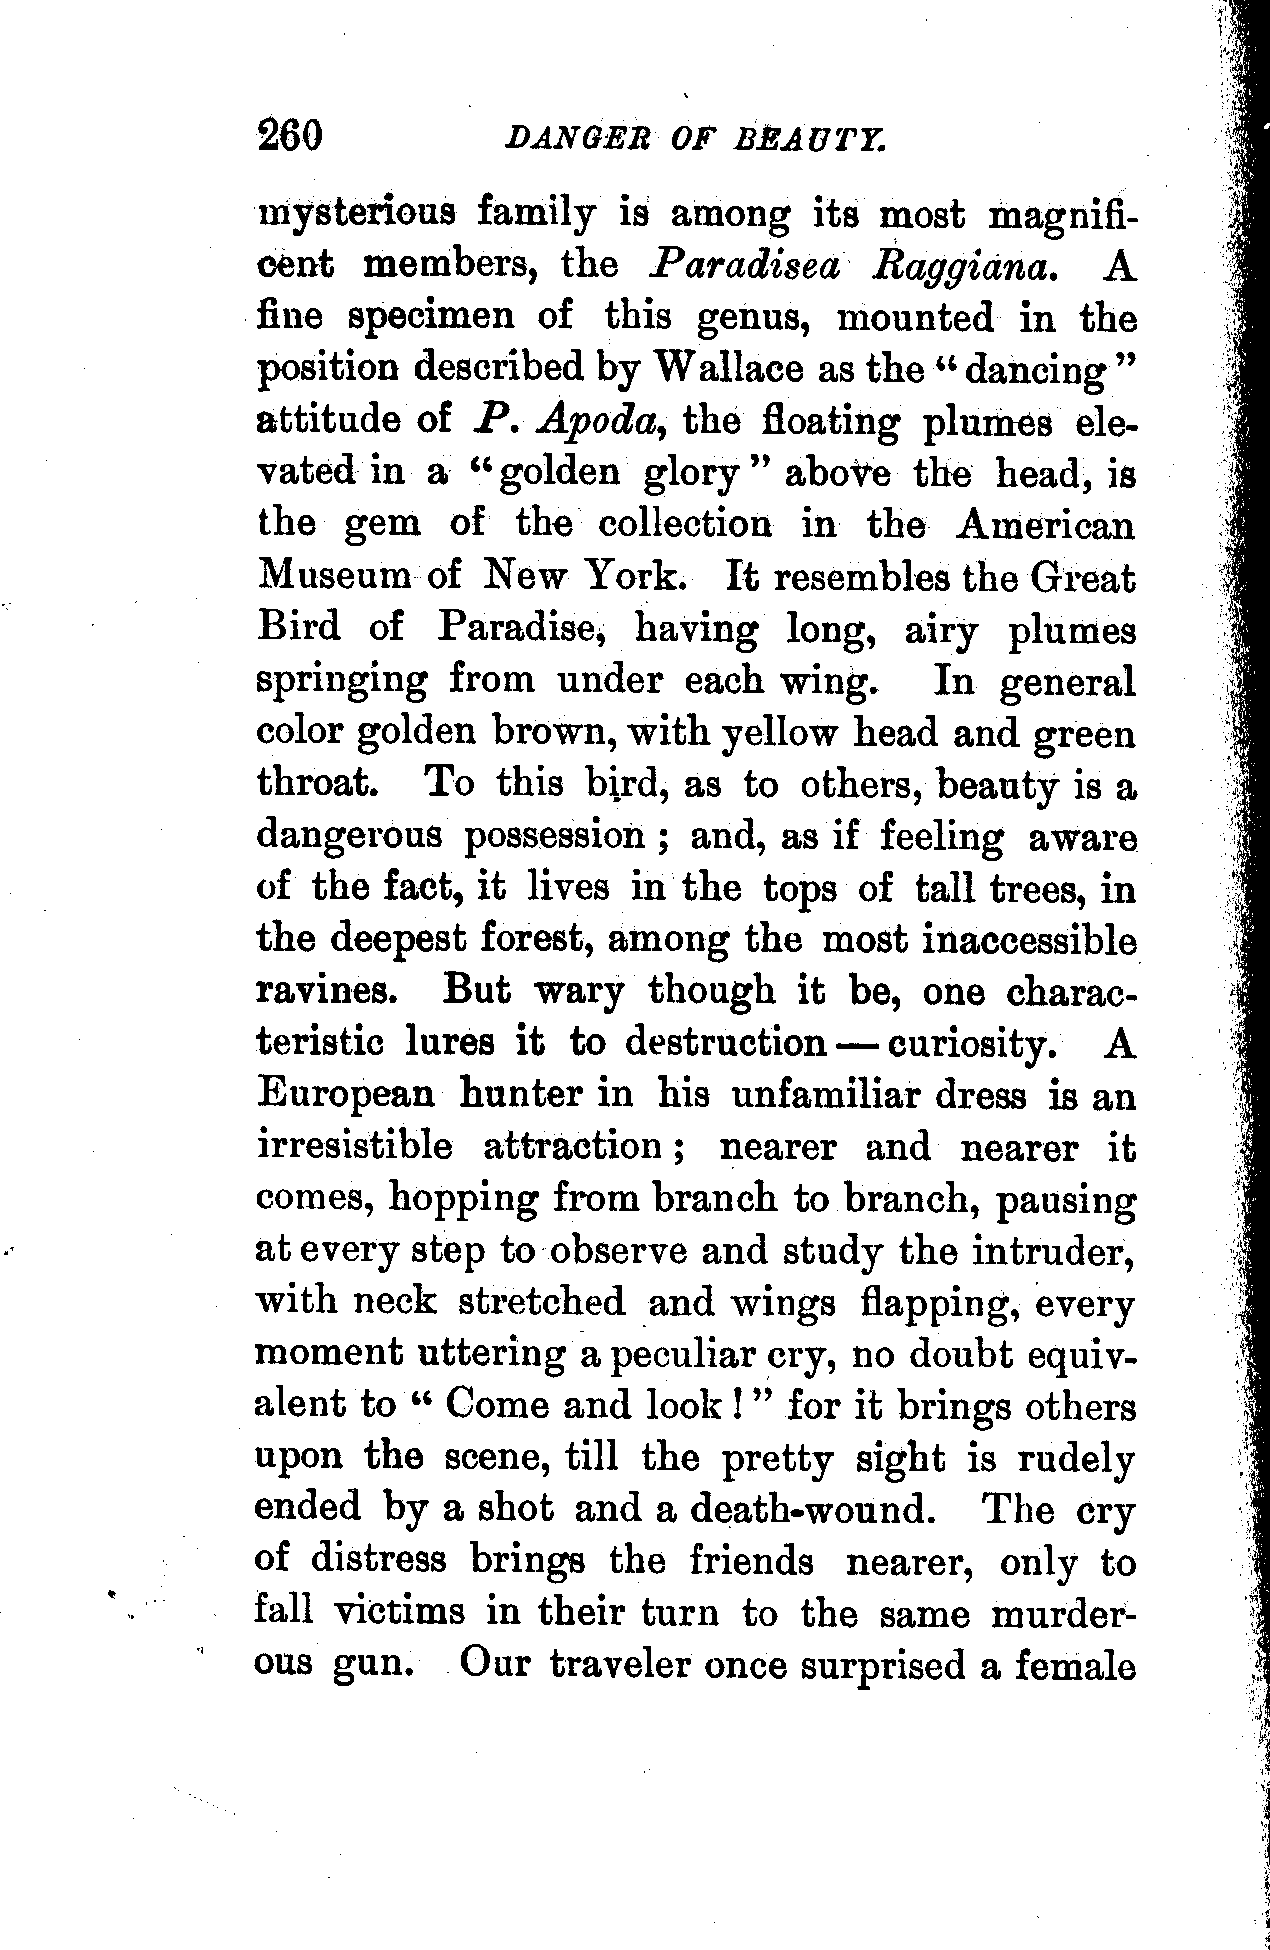 260 DANGER OF BEAUTY.
mysterious family is among its most magnifi-
cent members, the Paradisea Raggiana. A
fine specimen of this genus, mounted in the
position described by Wallace as the “dancing”
attitude of P. Apoda, the floating plumes ele-
vated in a “golden glory” above the head, is
the gem of the collection in the American
Museum of New York. It resembles the Great
Bird of Paradise, having long, airy plumes
springing from under each wing. In general
color golden brown, with yellow head and green
throat. To this bird, as to others, beauty is a
dangerous possession ; and, as if feeling aware
of the fact, it lives in the tops of tall trees, in
the deepest forest, among the most inaccessible
ravines. But wary though it be, one charac-
teristic lures it to destruction — curiosity. A
European hunter in his unfamiliar dress is an
irresistible attraction ; nearer and nearer it
comes, hopping from branch to branch, pausing
at every step to observe and study the intruder,
with neck stretched and wings flapping, every
moment uttering a peculiar cry, no doubt equiv-
alent to “ Come and look ! ” for it brings others
upon the scene, till the pretty sight is rudely
ended by a shot and a death-wound. The cry
of distress brings the friends nearer, only to
fall victims in their turn to the same murder-
ous gun. Our traveler once surprised a female